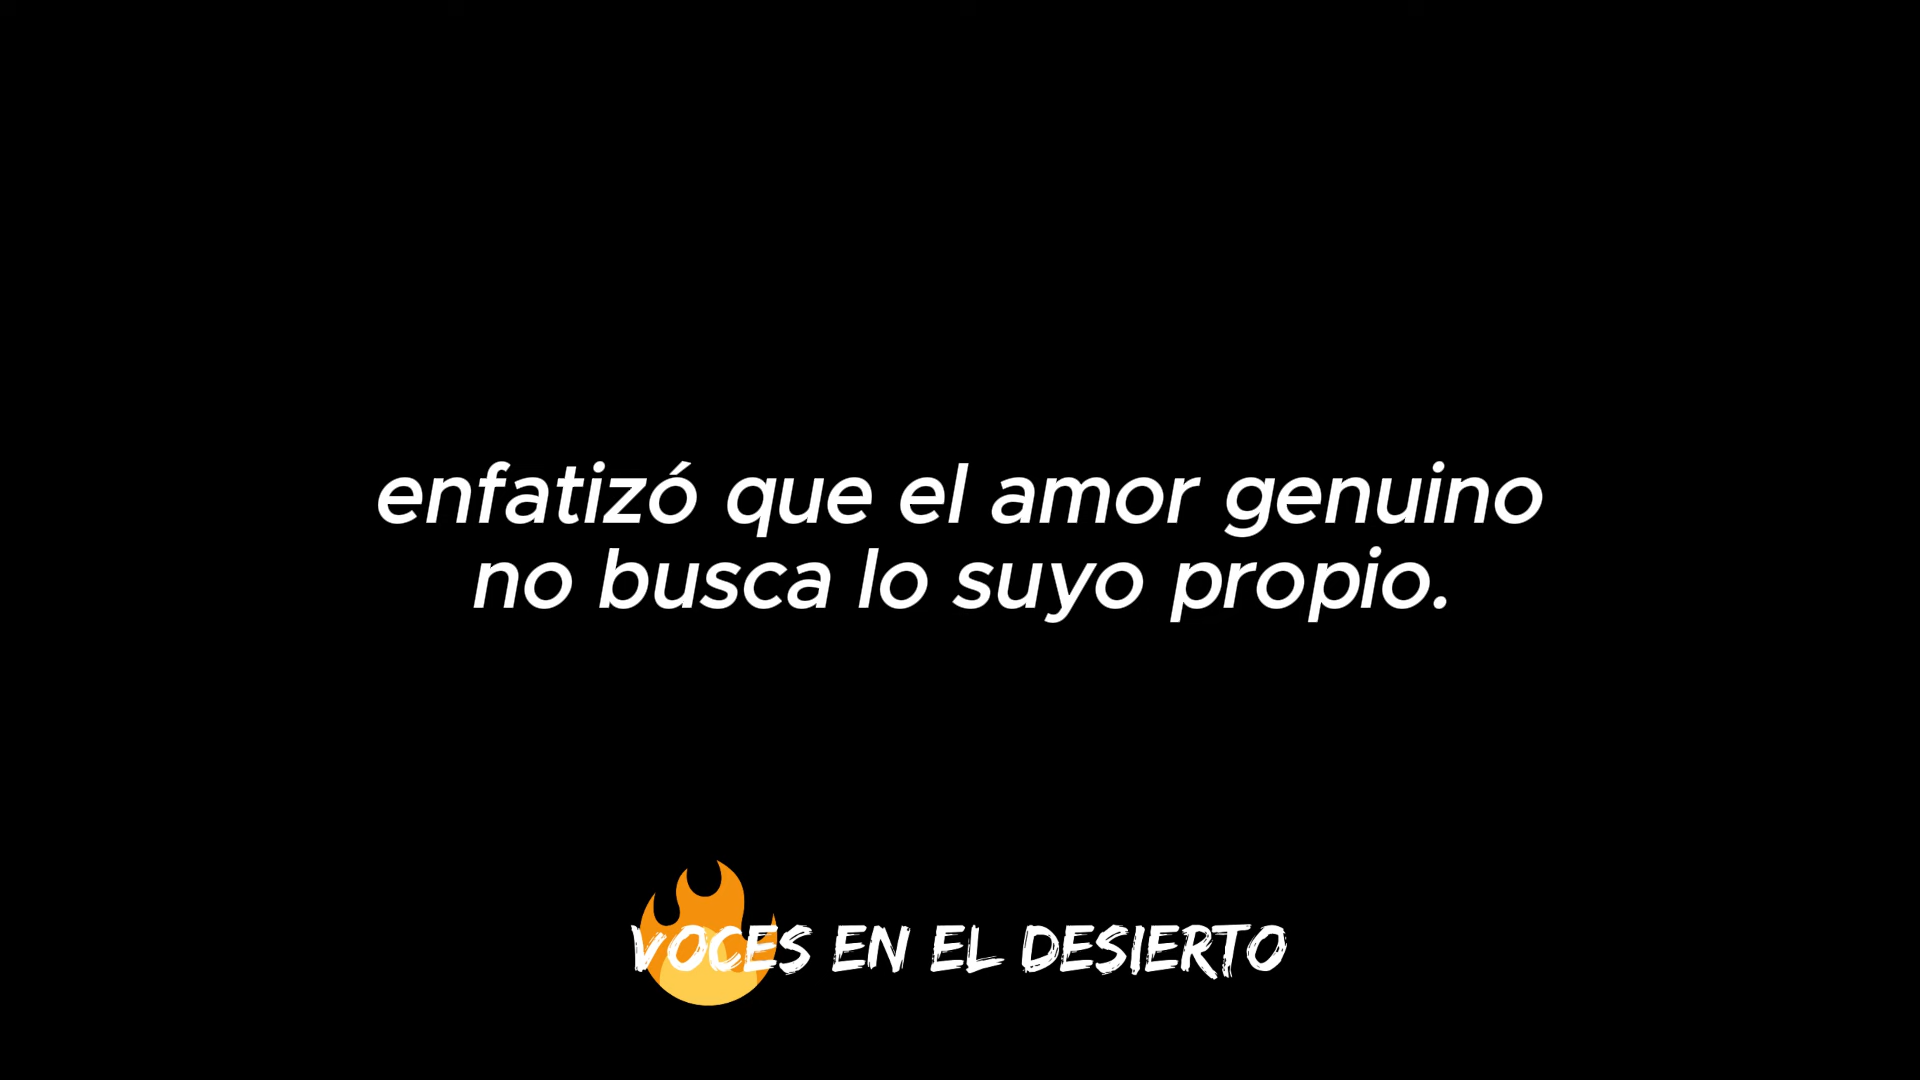 enfatizó que el amor genuino
no busca lo suyo propio.
VOCES EN EL DESIERTO